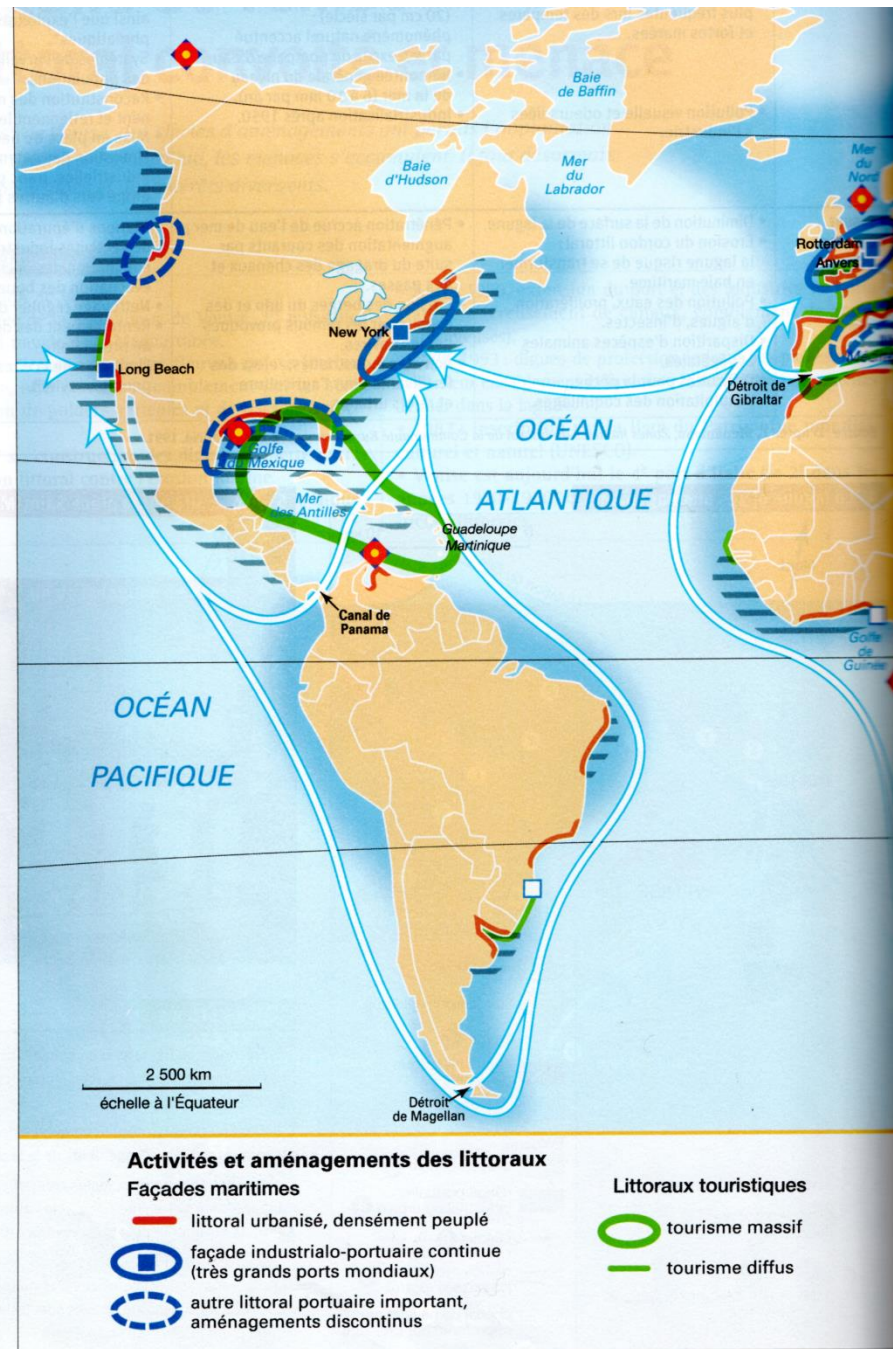 Baie
de Baffin
Baie
d'Hudson
Mer
du
Labrador
Mer
du
Nord
Rotterdam
Anvers
New York
Long Beach
Détroit de
Gibraltar
OCÉAN
ATLANTIQUE
Golfe
du Mexique
Mer
des Antilles
Guadeloupe
Martinique
Canal de
Panama
Golfe
de
Guinée
OCÉAN
PACIFIQUE
2 500 km
échelle à l'Équateur
Détroit
de Magellan
Activités et aménagements des littoraux
Façades maritimes
littoral urbanisé, densément peuplé
façade industrialo-portuaire continue
(très grands ports mondiaux)
autre littoral portuaire important,
aménagements discontinus
Littoraux touristiques
tourisme massif
tourisme diffus